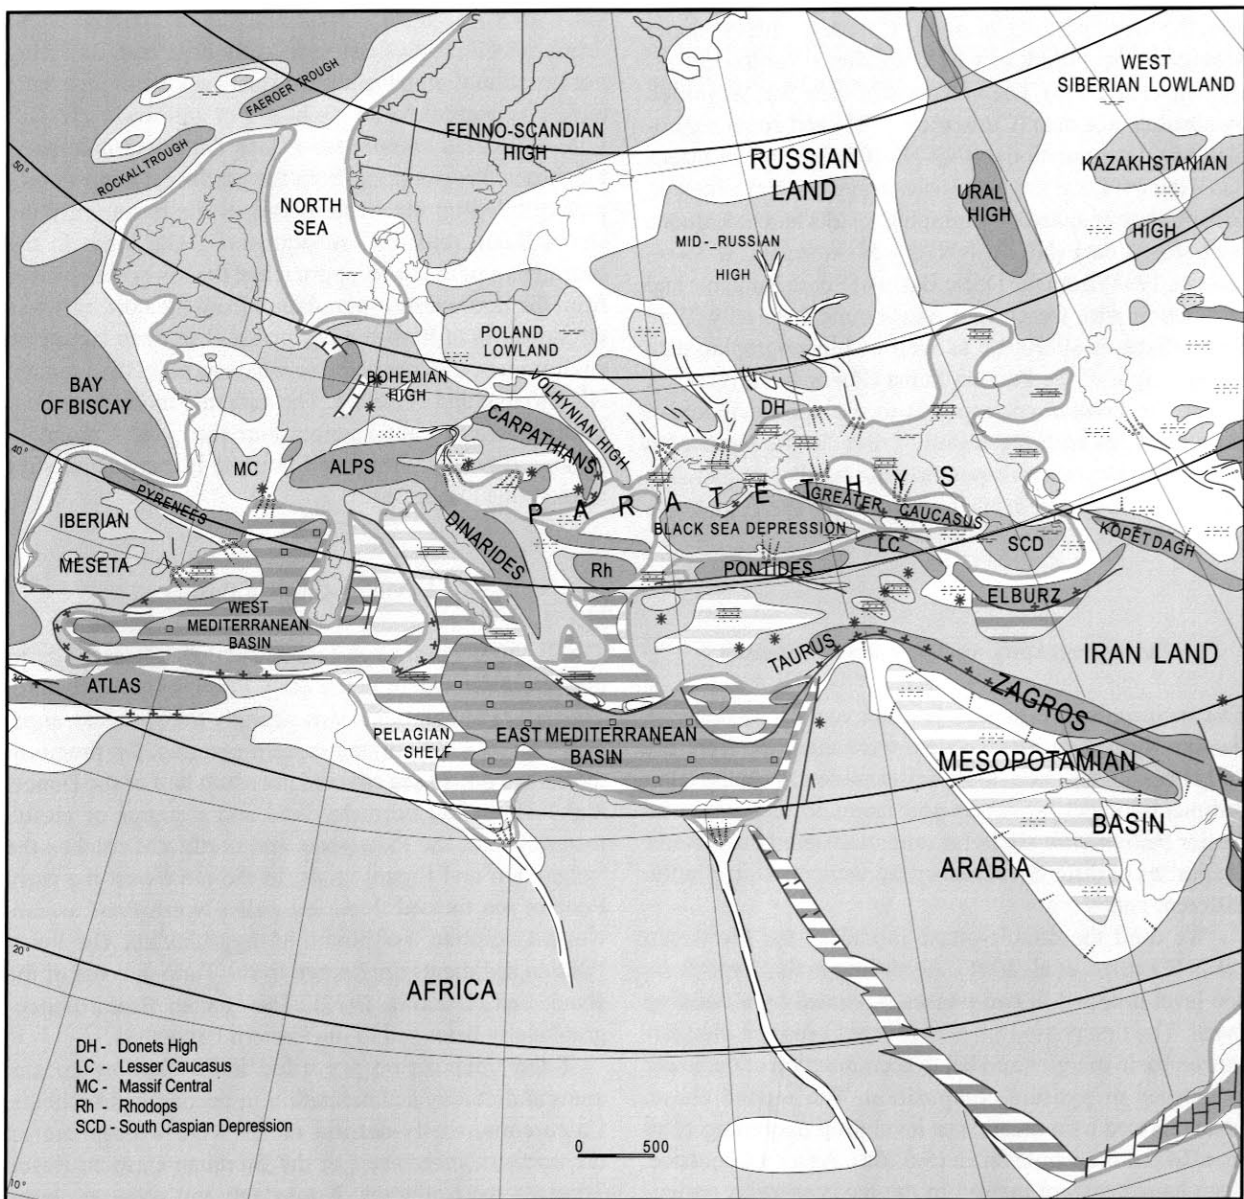 WEST
SIBERIAN LOWLAND
FAEROER TROUGH
FENNO-SCANDIAN
HIGH
RUSSIAN
LAND
KAZAKHSTANIAN
HIGH
ROCKALL TROUGH
50°
URAL
HIGH
NORTH
SEA
MID-_RUSSIAN
HIGH
POLAND
LOWLAND
BAY
OF BISCAY
BOHEMIAN
HIGH
VOLHYNIAN HIGH
DH
CARPATHIANS
40°
MC
ALPS
PARATETHYS
PYRENEES
GREATER
CAUCASUS
IBERIAN
MESETA
DINARIDES
BLACK SEA DEPRESSION
LC
SCD
KOPET DAGH
Rh
PONTIDES
ELBURZ
WEST
MEDITERRANEAN
BASIN
TAURUS
IRAN LAND
30°
ATLAS
ZAGROS
PELAGIAN
SHELF
EAST MEDITERRANEAN
BASIN
MESOPOTAMIAN
BASIN
ARABIA
20°
AFRICA
DH - Donets High
LC - Lesser Caucasus
MC - Massif Central
Rh - Rhodops
SCD - South Caspian Depression
0 500
10°